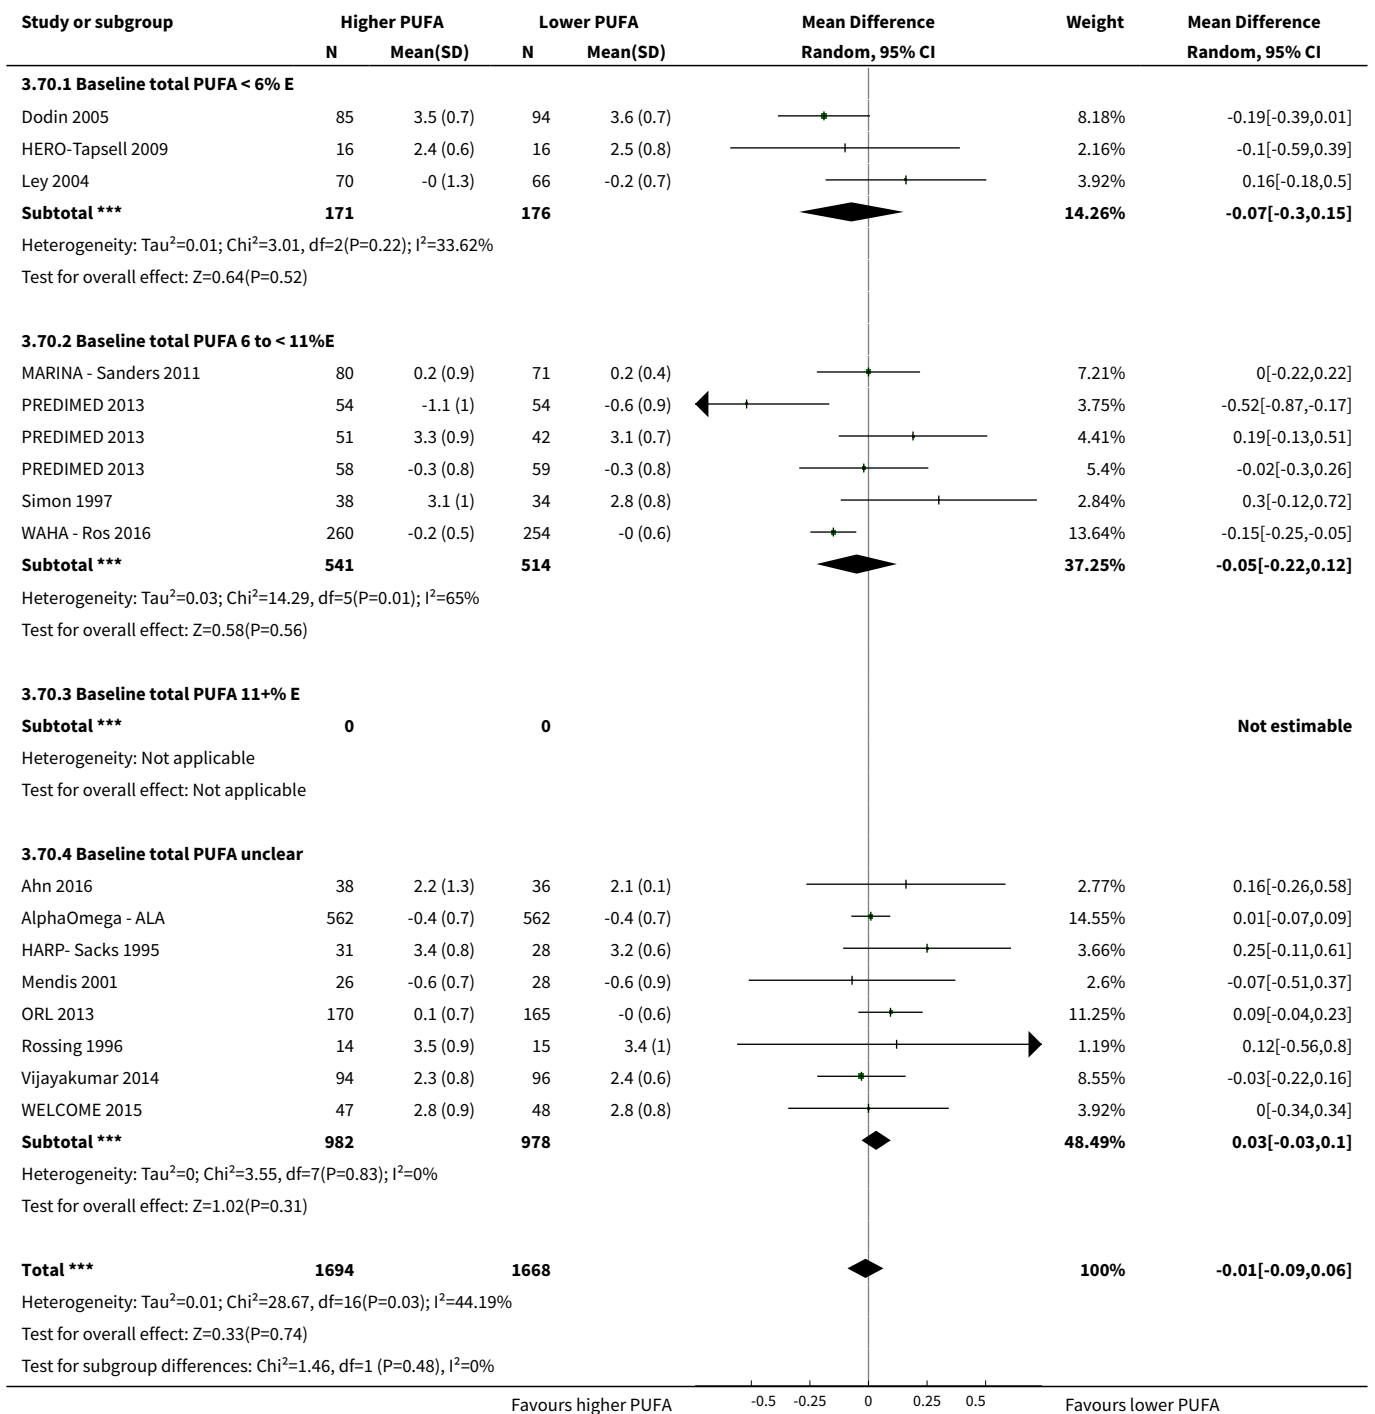 Study or subgroup Higher PUFA Lower PUFA Mean Difference Weight Mean Difference
N Mean(SD) N Mean(SD) Random, 95% CI Random, 95% CI
3.70.1 Baseline total PUFA < 6% E
Dodin 2005 85 3.5 (0.7) 94 3.6 (0.7) 8.18% -0.19[-0.39,0.01]
HERO-Tapsell 2009 16 2.4 (0.6) 16 2.5 (0.8) 2.16% -0.1[-0.59,0.39]
Ley 2004 70 -0 (1.3) 66 -0.2 (0.7) 3.92% 0.16[-0.18,0.5]
Subtotal *** 171 176 14.26% -0.07[-0.3,0.15]
Heterogeneity: Tau²=0.01; Chi²=3.01, df=2(P=0.22); I²=33.62%
Test for overall effect: Z=0.64(P=0.52)
3.70.2 Baseline total PUFA 6 to < 11%E
MARINA - Sanders 2011 80 0.2 (0.9) 71 0.2 (0.4) 7.21% 0[-0.22,0.22]
PREDIMED 2013 54 -1.1 (1) 54 -0.6 (0.9) 3.75% -0.52[-0.87,-0.17]
PREDIMED 2013 51 3.3 (0.9) 42 3.1 (0.7) 4.41% 0.19[-0.13,0.51]
PREDIMED 2013 58 -0.3 (0.8) 59 -0.3 (0.8) 5.4% -0.02[-0.3,0.26]
Simon 1997 38 3.1 (1) 34 2.8 (0.8) 2.84% 0.3[-0.12,0.72]
WAHA - Ros 2016 260 -0.2 (0.5) 254 -0 (0.6) 13.64% -0.15[-0.25,-0.05]
Subtotal *** 541 514 37.25% -0.05[-0.22,0.12]
Heterogeneity: Tau²=0.03; Chi²=14.29, df=5(P=0.01); I²=65%
Test for overall effect: Z=0.58(P=0.56)
3.70.3 Baseline total PUFA 11+% E
Subtotal *** 0 0 Not estimable
Heterogeneity: Not applicable
Test for overall effect: Not applicable
3.70.4 Baseline total PUFA unclear
Ahn 2016 38 2.2 (1.3) 36 2.1 (0.1) 2.77% 0.16[-0.26,0.58]
AlphaOmega - ALA 562 -0.4 (0.7) 562 -0.4 (0.7) 14.55% 0.01[-0.07,0.09]
HARP- Sacks 1995 31 3.4 (0.8) 28 3.2 (0.6) 3.66% 0.25[-0.11,0.61]
Mendis 2001 26 -0.6 (0.7) 28 -0.6 (0.9) 2.6% -0.07[-0.51,0.37]
ORL 2013 170 0.1 (0.7) 165 -0 (0.6) 11.25% 0.09[-0.04,0.23]
Rossing 1996 14 3.5 (0.9) 15 3.4 (1) 1.19% 0.12[-0.56,0.8]
Vijayakumar 2014 94 2.3 (0.8) 96 2.4 (0.6) 8.55% -0.03[-0.22,0.16]
WELCOME 2015 47 2.8 (0.9) 48 2.8 (0.8) 3.92% 0[-0.34,0.34]
Subtotal *** 982 978 48.49% 0.03[-0.03,0.1]
Heterogeneity: Tau²=0; Chi²=3.55, df=7(P=0.83); I²=0%
Test for overall effect: Z=1.02(P=0.31)
Total *** 1694 1668 100% -0.01[-0.09,0.06]
Heterogeneity: Tau²=0.01; Chi²=28.67, df=16(P=0.03); I²=44.19%
Test for overall effect: Z=0.33(P=0.74)
Test for subgroup differences: Chi²=1.46, df=1 (P=0.48), I²=0%
Favours higher PUFA -0.5 -0.25 0 0.25 0.5 Favours lower PUFA